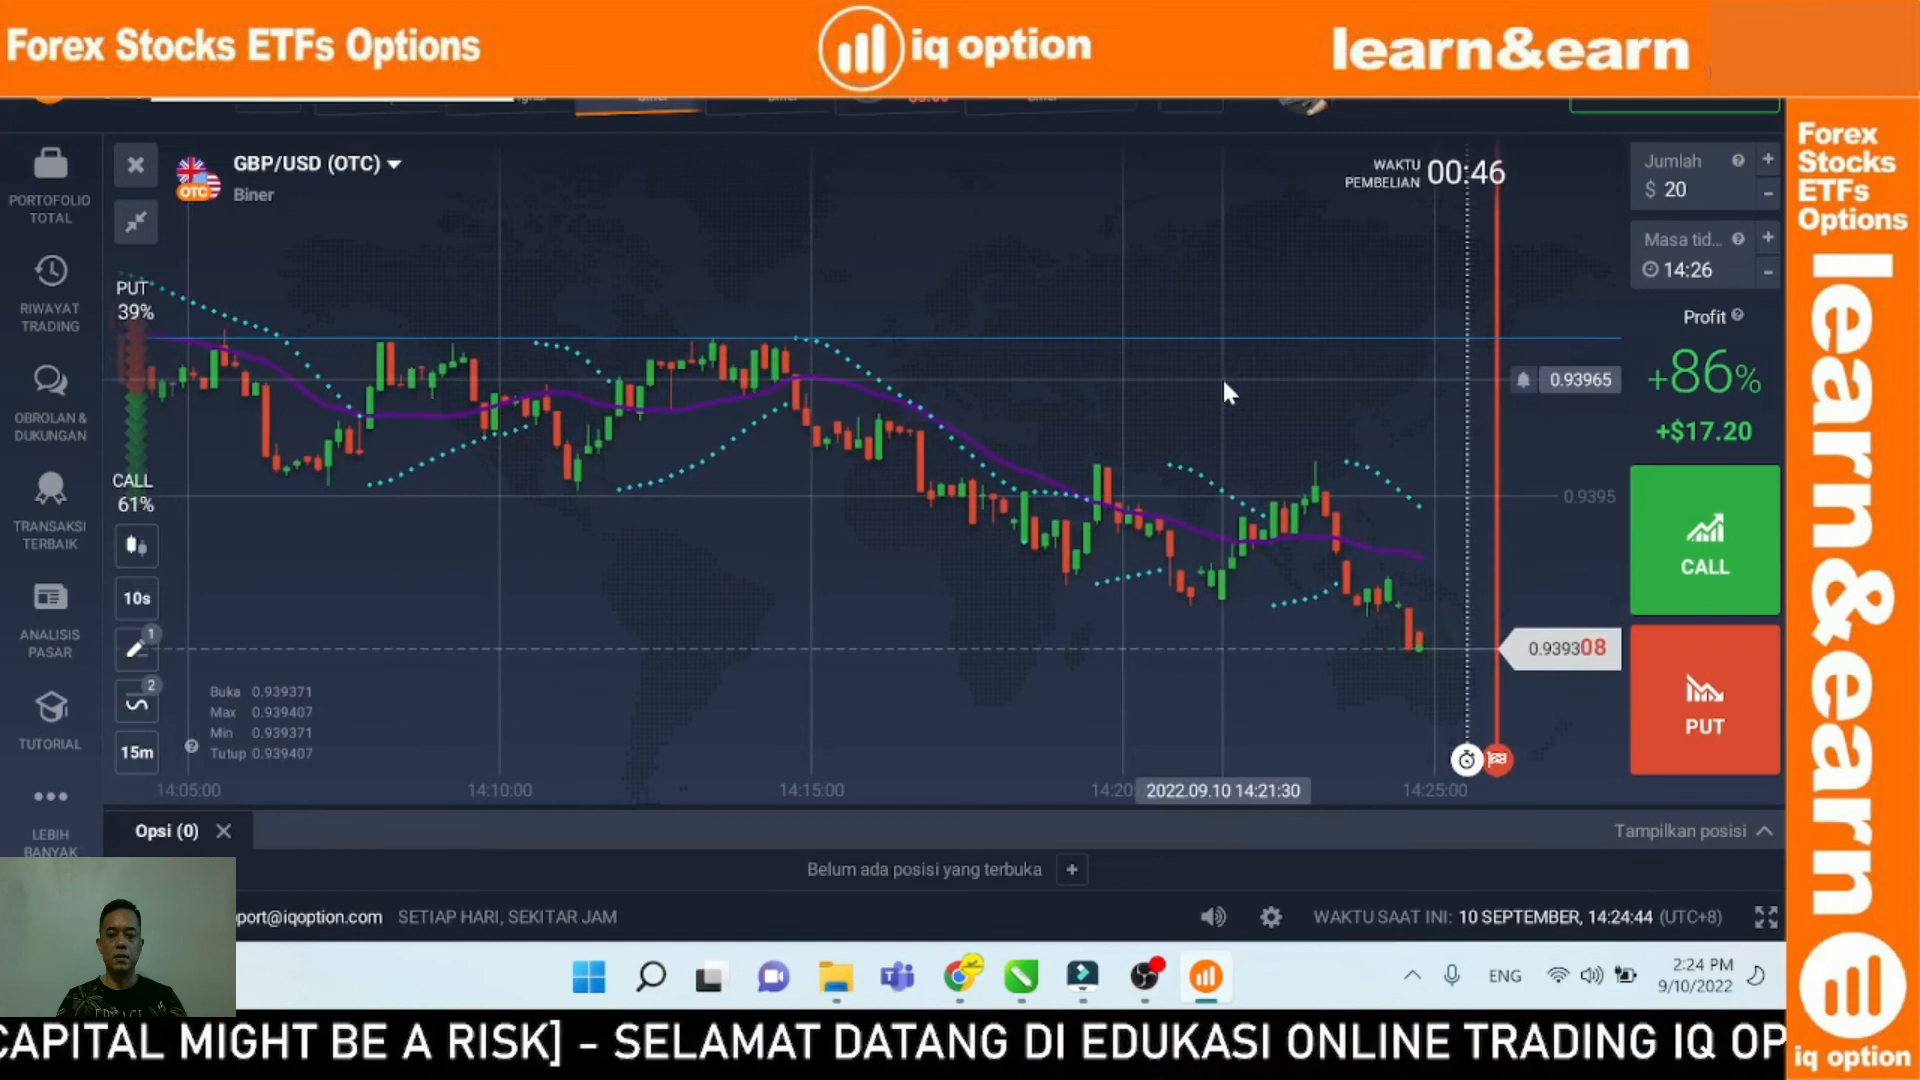 Forex Stocks ETFs Options
iq option
learn&earn
GBP/USD (OTC)
OTC
Biner
WAKTU
PEMBELIAN
00:46
Jumlah
$ 20
Masa tid...
14:26
Profit
+86%
+$17.20
CALL
PUT
PORTOFOLIO
TOTAL
RIWAYAT
TRADING
OBROLAN &
DUKUNGAN
TRANSAKSI
TERBAIK
ANALISIS
PASAR
TUTORIAL
LEBIH
BANYAK
PUT
39%
CALL
61%
10s
1
2
15m
0.93965
0.9395
0.939308
Buka 0.939371
Max 0.939407
Min 0.939371
Tutup 0.939407
14:05:00
14:10:00
14:15:00
14:20:
2022.09.10 14:21:30
14:25:00
Opsi (0)
Tampilkan posisi
Belum ada posisi yang terbuka
port@iqoption.com
SETIAP HARI, SEKITAR JAM
WAKTU SAAT INI: 10 SEPTEMBER, 14:24:44 (UTC+8)
ENG
2:24 PM
9/10/2022
CAPITAL MIGHT BE A RISK] - SELAMAT DATANG DI EDUKASI ONLINE TRADING IQ OP
Forex
Stocks
ETFs
Options
learn&earn
iq option